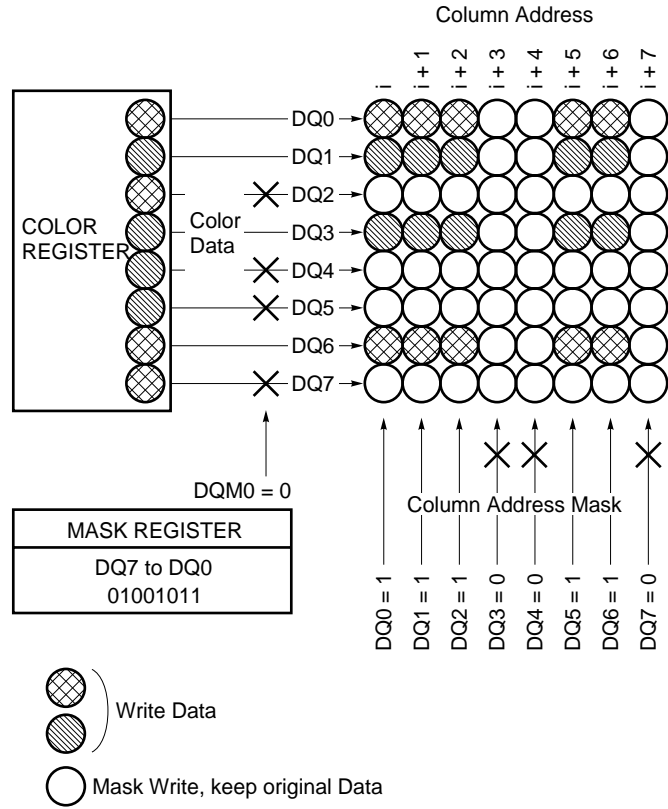 Column Address
i
i + 1
i + 2
i + 3
i + 4
i + 5
i + 6
i + 7
COLOR
REGISTER
Color
Data
DQ0
DQ1
DQ2
DQ3
DQ4
DQ5
DQ6
DQ7
DQM0 = 0
Column Address Mask
MASK REGISTER
DQ7 to DQ0
01001011
DQ0 = 1
DQ1 = 1
DQ2 = 1
DQ3 = 0
DQ4 = 0
DQ5 = 1
DQ6 = 1
DQ7 = 0
Write Data
Mask Write, keep original Data